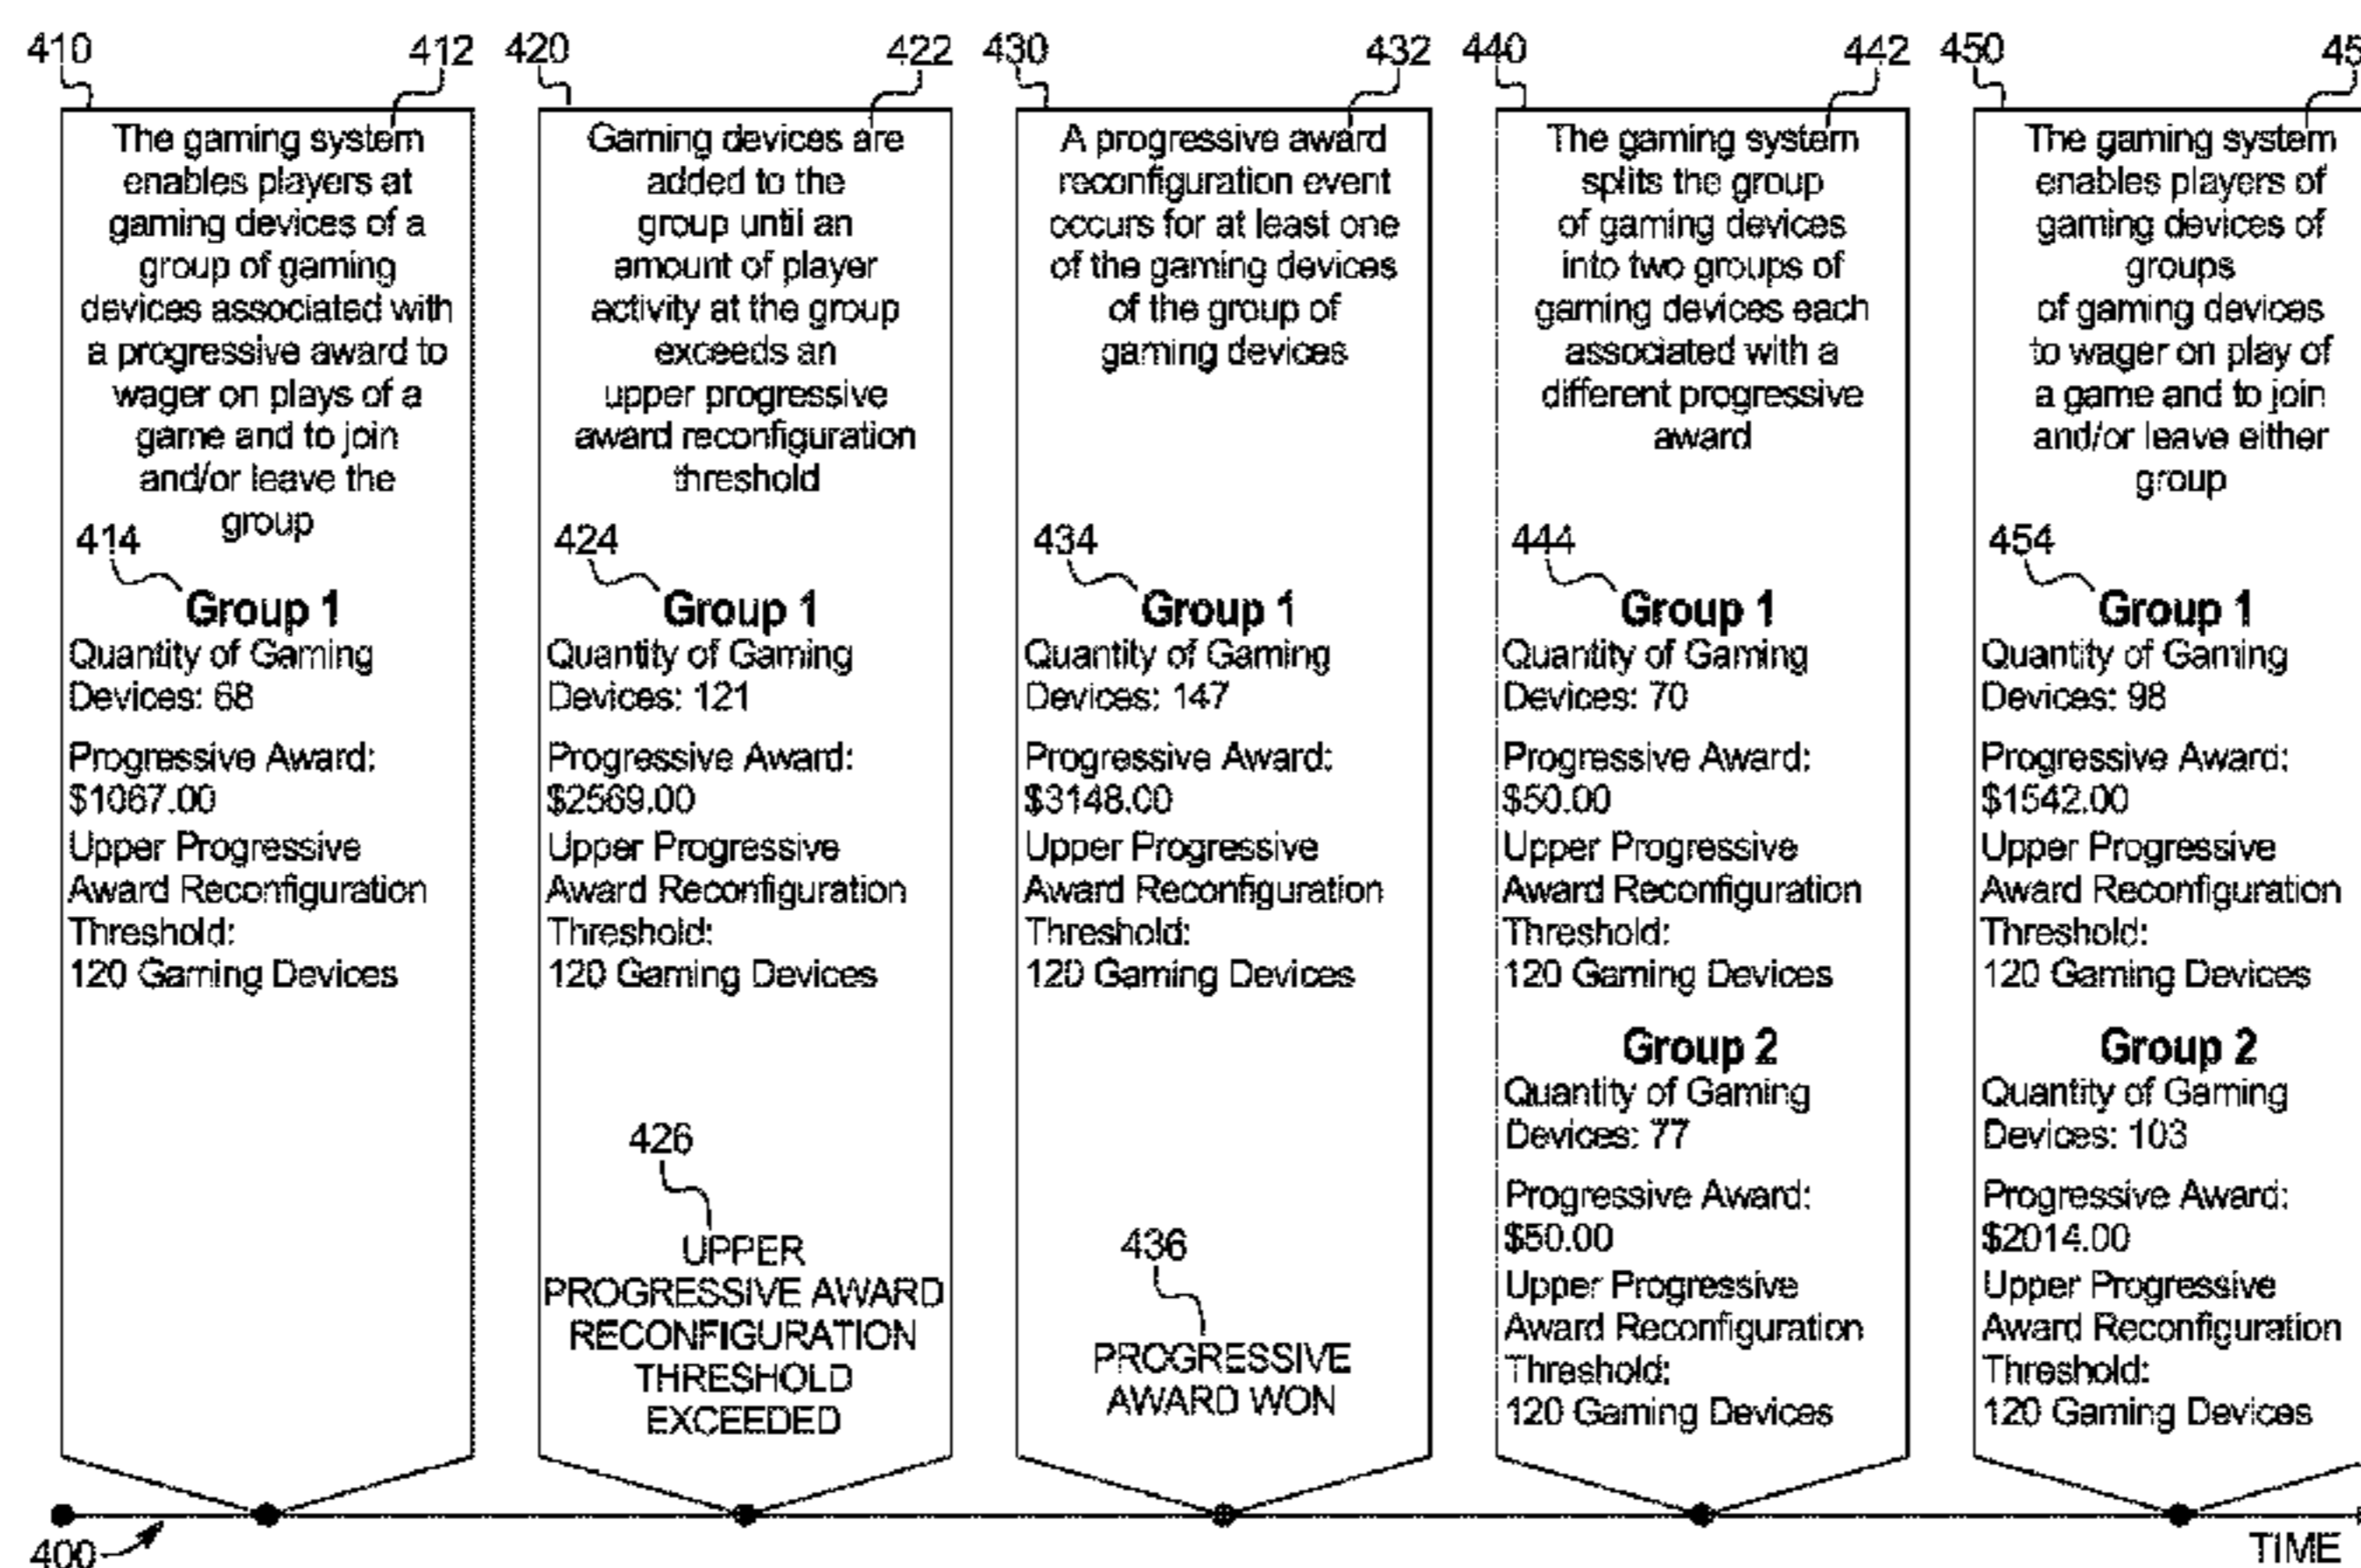 410 412 420 422 430 432 440 442 450 45
The gaming system
enables players at
gaming devices of a
group of gaming
devices associated with
a progressive award to
wager on plays of a
game and to join
and/or leave the
group
414
Group 1
Quantity of Gaming
Devices: 68
Progressive Award:
$1067.00
Upper Progressive
Award Reconfiguration
Threshold:
120 Gaming Devices
Gaming devices are
added to the
group until an
amount of player
activity at the group
exceeds an
upper progressive
award reconfiguration
threshold
424
Group 1
Quantity of Gaming
Devices: 121
Progressive Award:
$2569.00
Upper Progressive
Award Reconfiguration
Threshold:
120 Gaming Devices
426
UPPER
PROGRESSIVE AWARD
RECONFIGURATION
THRESHOLD
EXCEEDED
A progressive award
reconfiguration event
occurs for at least one
of the gaming devices
of the group of
gaming devices
434
Group 1
Quantity of Gaming
Devices: 147
Progressive Award:
$3148.00
Upper Progressive
Award Reconfiguration
Threshold:
120 Gaming Devices
436
PROGRESSIVE
AWARD WON
The gaming system
splits the group
of gaming devices
into two groups of
gaming devices each
associated with a
different progressive
award
444
Group 1
Quantity of Gaming
Devices: 70
Progressive Award:
$50.00
Upper Progressive
Award Reconfiguration
Threshold:
120 Gaming Devices
Group 2
Quantity of Gaming
Devices: 77
Progressive Award:
$50.00
Upper Progressive
Award Reconfiguration
Threshold:
120 Gaming Devices
The gaming system
enables players of
gaming devices of
groups
of gaming devices
to wager on play of
a game and to join
and/or leave either
group
454
Group 1
Quantity of Gaming
Devices: 98
Progressive Award:
$1542.00
Upper Progressive
Award Reconfiguration
Threshold:
120 Gaming Devices
Group 2
Quantity of Gaming
Devices: 103
Progressive Award:
$2014.00
Upper Progressive
Award Reconfiguration
Threshold:
120 Gaming Devices
400
TIME